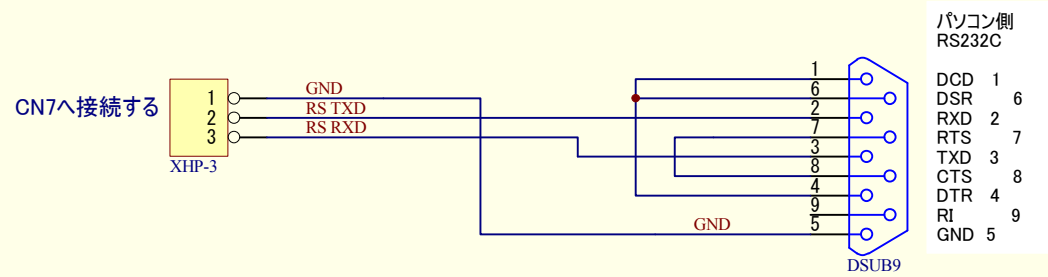 パソコン側
RS232C
CN7へ接続する
1
2
3
XHP-3
GND
RS TXD
RS RXD
GND
1
6
2
7
3
8
4
9
5
DSUB9
DCD 1
DSR 6
RXD 2
RTS 7
TXD 3
CTS 8
DTR 4
RI 9
GND 5